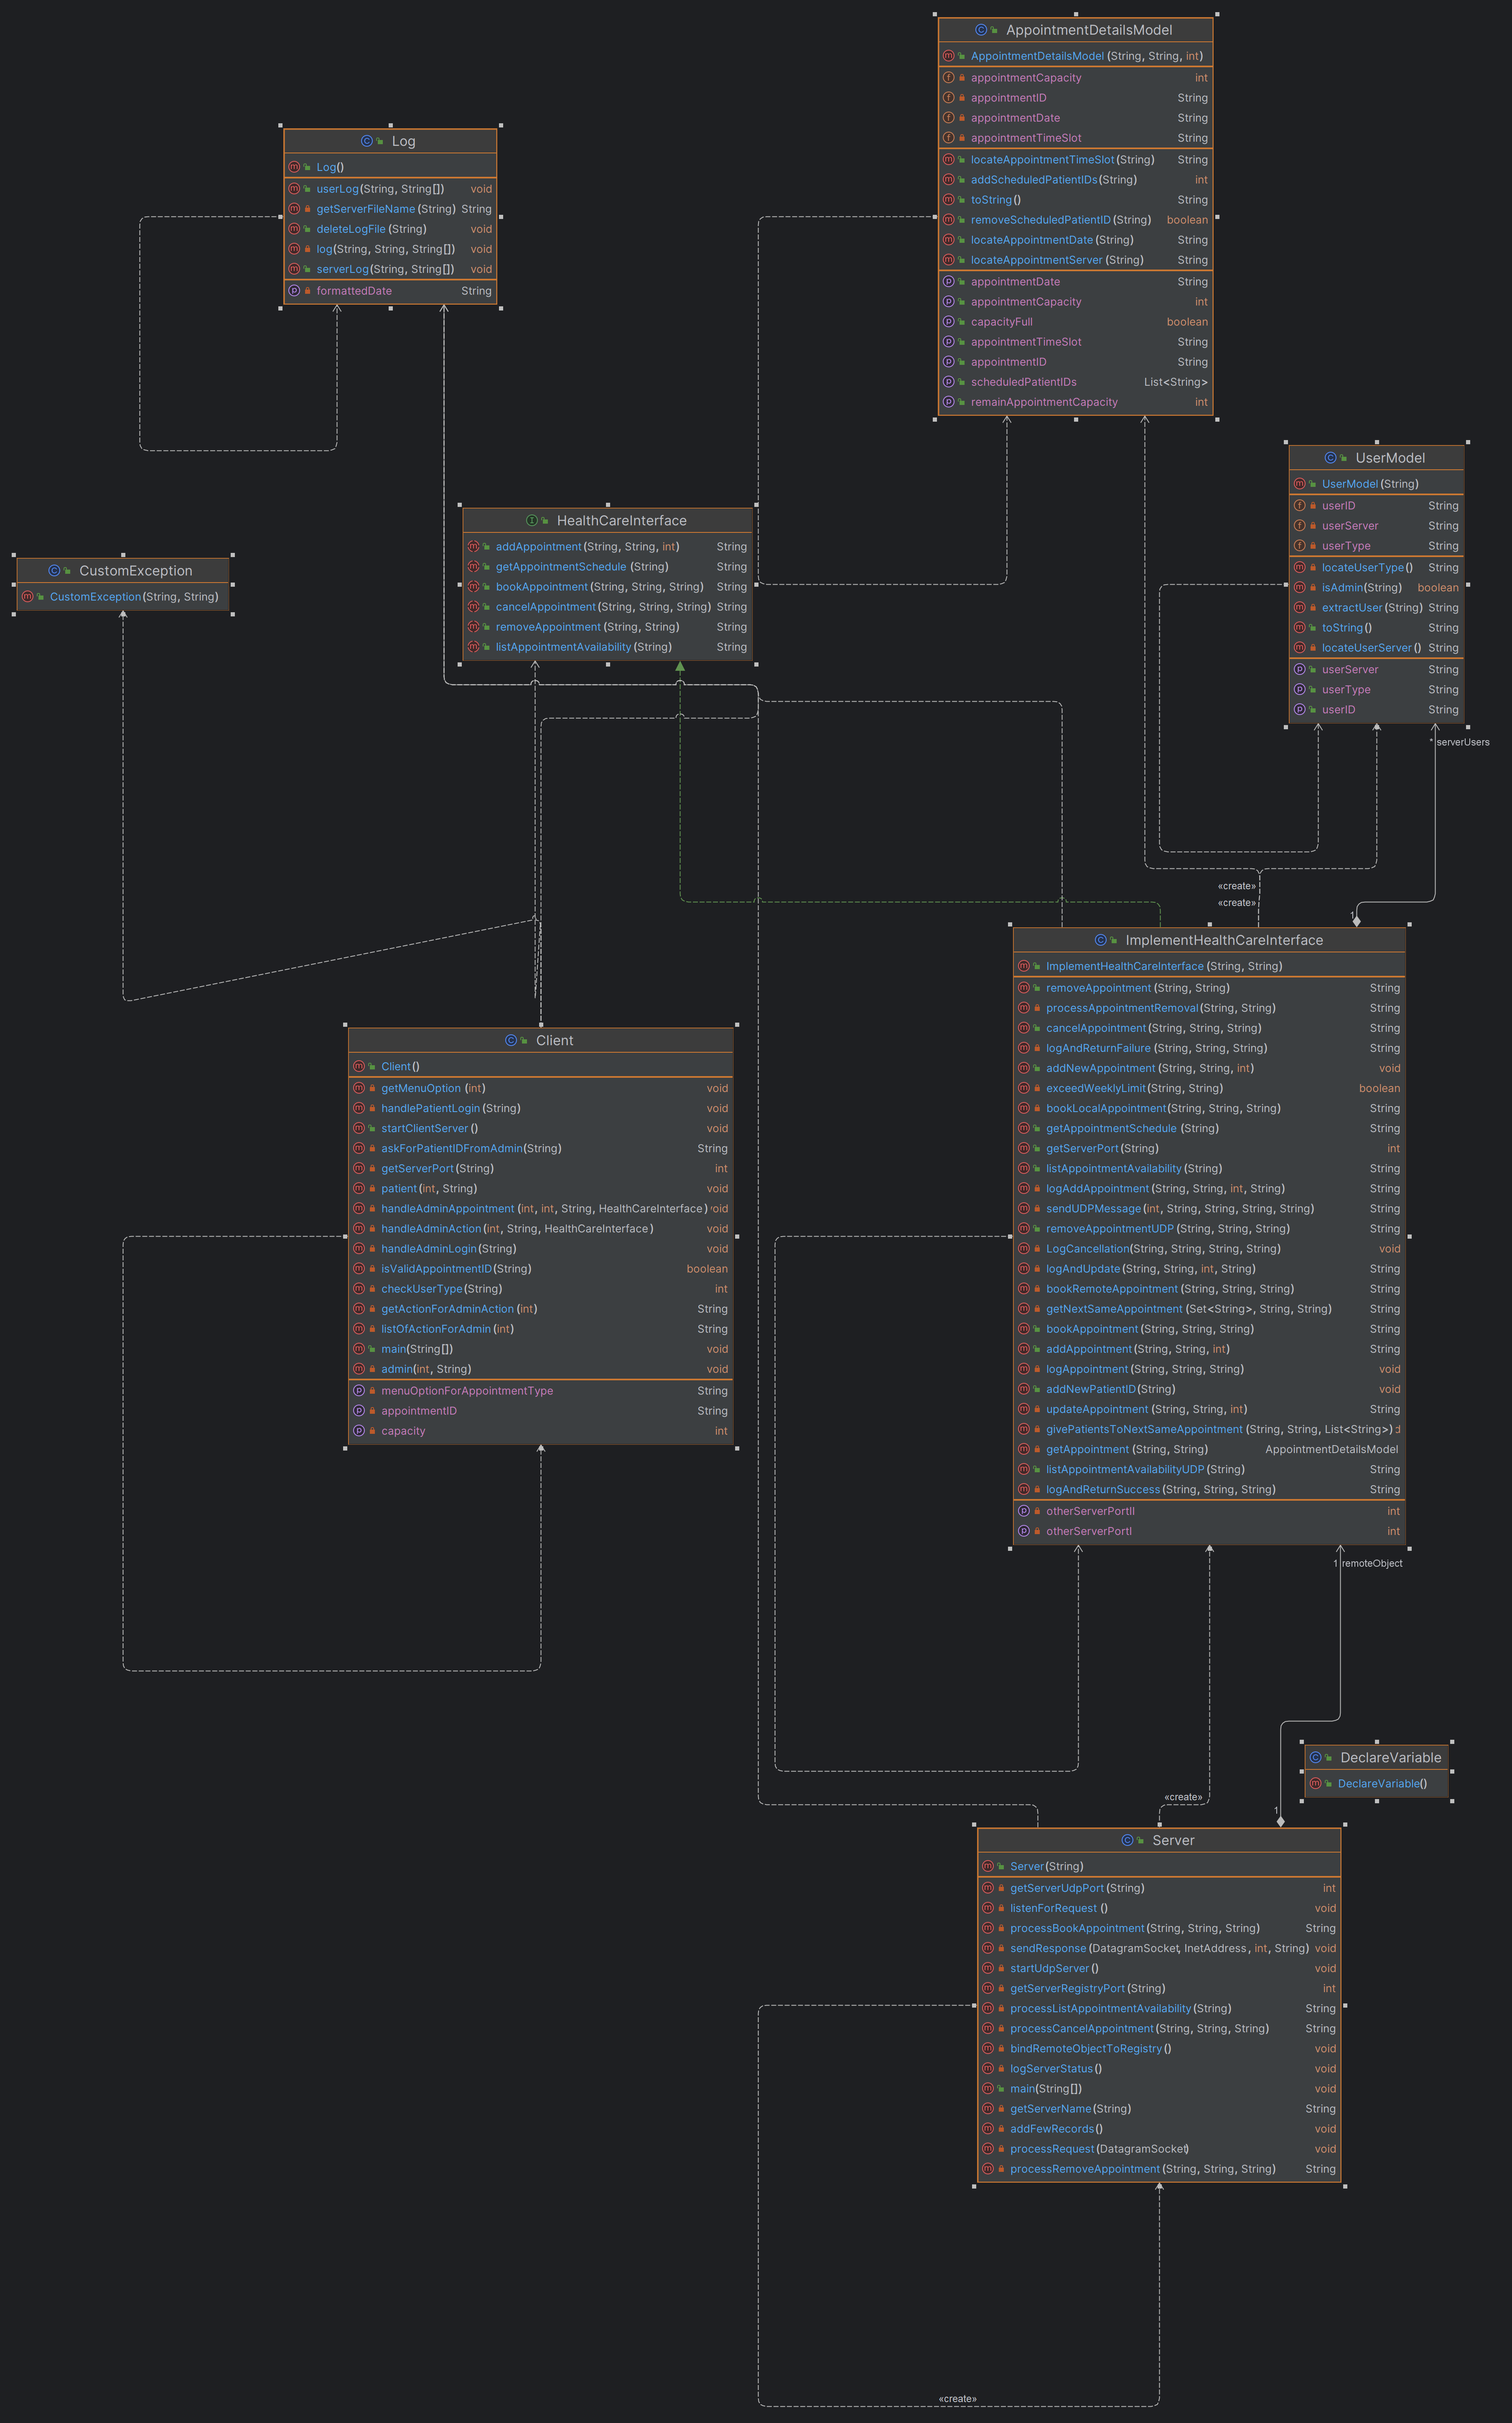 AppointmentDetailsModel
AppointmentDetailsModel (String, String, int)
appointmentCapacity int
appointmentID String
appointmentDate String
appointmentTimeSlot String
locateAppointmentTimeSlot (String) String
addScheduledPatientIDs (String) int
toString () String
removeScheduledPatientID (String) boolean
locateAppointmentDate (String) String
locateAppointmentServer (String) String
appointmentDate String
appointmentCapacity int
capacityFull boolean
appointmentTimeSlot String
appointmentID String
scheduledPatientIDs List<String>
remainAppointmentCapacity int
Log
Log()
userLog(String, String[]) void
getServerFileName (String) String
deleteLogFile (String) void
log(String, String, String[]) void
serverLog(String, String[]) void
formattedDate String
UserModel
UserModel (String)
userID String
userServer String
userType String
locateUserType () String
isAdmin(String) boolean
extractUser (String) String
toString () String
locateUserServer () String
userServer String
userType String
userID String
HealthCareInterface
addAppointment (String, String, int) String
getAppointmentSchedule (String) String
bookAppointment (String, String, String) String
cancelAppointment (String, String, String) String
removeAppointment (String, String) String
listAppointmentAvailability (String) String
CustomException
CustomException (String, String)
* serverUsers
«create»
«create»
1
ImplementHealthCareInterface
ImplementHealthCareInterface (String, String)
removeAppointment (String, String) String
processAppointmentRemoval (String, String) String
cancelAppointment (String, String, String) String
logAndReturnFailure (String, String, String) String
addNewAppointment (String, String, int) void
exceedWeeklyLimit (String, String) boolean
bookLocalAppointment (String, String, String) String
getAppointmentSchedule (String) String
getServerPort (String) int
listAppointmentAvailability (String) String
logAddAppointment (String, String, int, String) String
sendUDPMessage (int, String, String, String, String) String
removeAppointmentUDP (String, String, String) String
LogCancellation (String, String, String, String) void
logAndUpdate (String, String, int, String) String
bookRemoteAppointment (String, String, String) String
getNextSameAppointment (Set<String>, String, String) String
bookAppointment (String, String, String) String
addAppointment (String, String, int) String
logAppointment (String, String, String) void
addNewPatientID (String) void
updateAppointment (String, String, int) String
givePatientsToNextSameAppointment (String, String, List<String>) d
getAppointment (String, String) AppointmentDetailsModel
listAppointmentAvailabilityUDP (String) String
logAndReturnSuccess (String, String, String) String
otherServerPortII int
otherServerPortI int
Client
Client()
getMenuOption (int) void
handlePatientLogin (String) void
startClientServer () void
askForPatientIDFromAdmin (String) String
getServerPort (String) int
patient (int, String) void
handleAdminAppointment (int, int, String, HealthCareInterface) void
handleAdminAction (int, String, HealthCareInterface) void
handleAdminLogin (String) void
isValidAppointmentID (String) boolean
checkUserType (String) int
getActionForAdminAction (int) String
listOfActionForAdmin (int) String
main(String[]) void
admin(int, String) void
menuOptionForAppointmentType String
appointmentID String
capacity int
1 remoteObject
DeclareVariable
DeclareVariable()
«create»
1
Server
Server(String)
getServerUdpPort (String) int
listenForRequest () void
processBookAppointment (String, String, String) String
sendResponse (DatagramSocket, InetAddress, int, String) void
startUdpServer () void
getServerRegistryPort (String) int
processListAppointmentAvailability (String) String
processCancelAppointment (String, String, String) String
bindRemoteObjectToRegistry () void
logServerStatus () void
main(String[]) void
getServerName (String) String
addFewRecords () void
processRequest (DatagramSocket) void
processRemoveAppointment (String, String, String) String
«create»